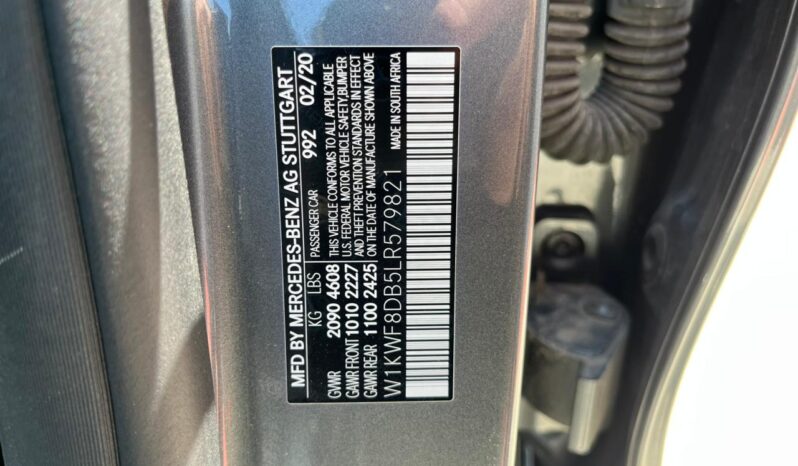 MFD BY MERCEDES-BENZ AG STUTTGART
PASSENGER CAR 992 02/20
KG LBS
GVWR 2090 4608
GAWR FRONT 1010 2227
GAWR REAR 1100 2425
THIS VEHICLE CONFORMS TO ALL APPLICABLE
U.S. FEDERAL MOTOR VEHICLE SAFETY,BUMPER
AND THEFT PREVENTION STANDARDS IN EFFECT
ON THE DATE OF MANUFACTURE SHOWN ABOVE
W1KWF8DB5LR579821
MADE IN SOUTH AFRICA